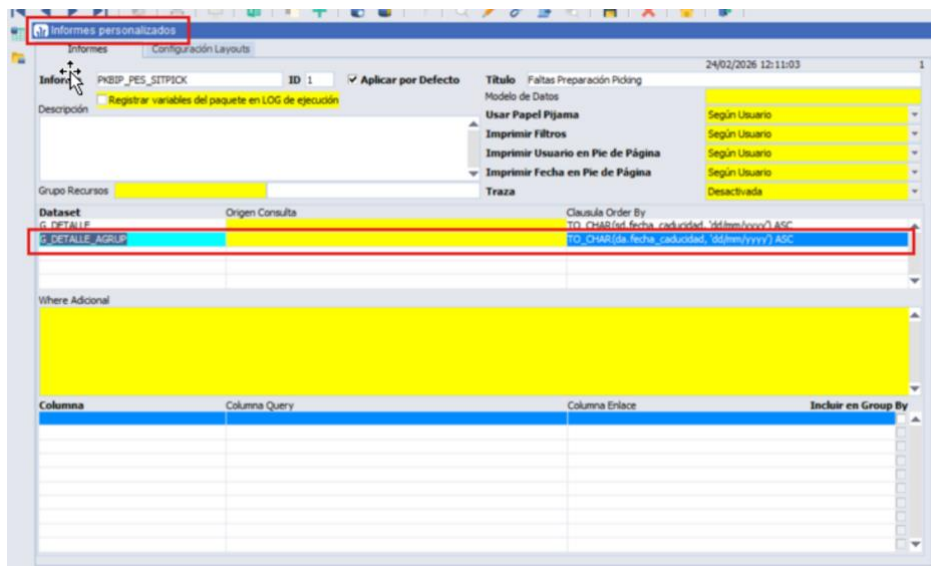 Informes personalizados
Informes Configuración Layouts
24/02/2026 12:11:03 1
Informe PKBIP_PES_SITPICK ID 1 Aplicar por Defecto Título Faltas Preparación Picking
Registrar variables del paquete en LOG de ejecución Modelo de Datos
Descripción Usar Papel Pijama Según Usuario
Imprimir Filtros Según Usuario
Imprimir Usuario en Pie de Página Según Usuario
Imprimir Fecha en Pie de Página Según Usuario
Grupo Recursos Traza Desactivada
Dataset Origen Consulta Clausula Order By
G_DETALLE TO_CHAR(sd.fecha_caducidad, 'dd/mm/yyyy') ASC
G_DETALLE_AGRUP TO_CHAR(da.fecha_caducidad, 'dd/mm/yyyy') ASC
Where Adicional
Columna Columna Query Columna Enlace Incluir en Group By